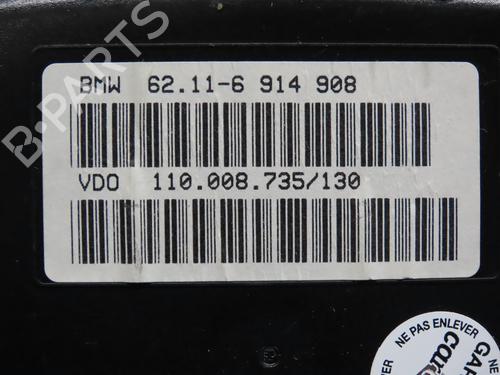 BMW 62.11-6 914 908
VDO 110.008.735/130
B-PARTS
NE PAS ENLEVER